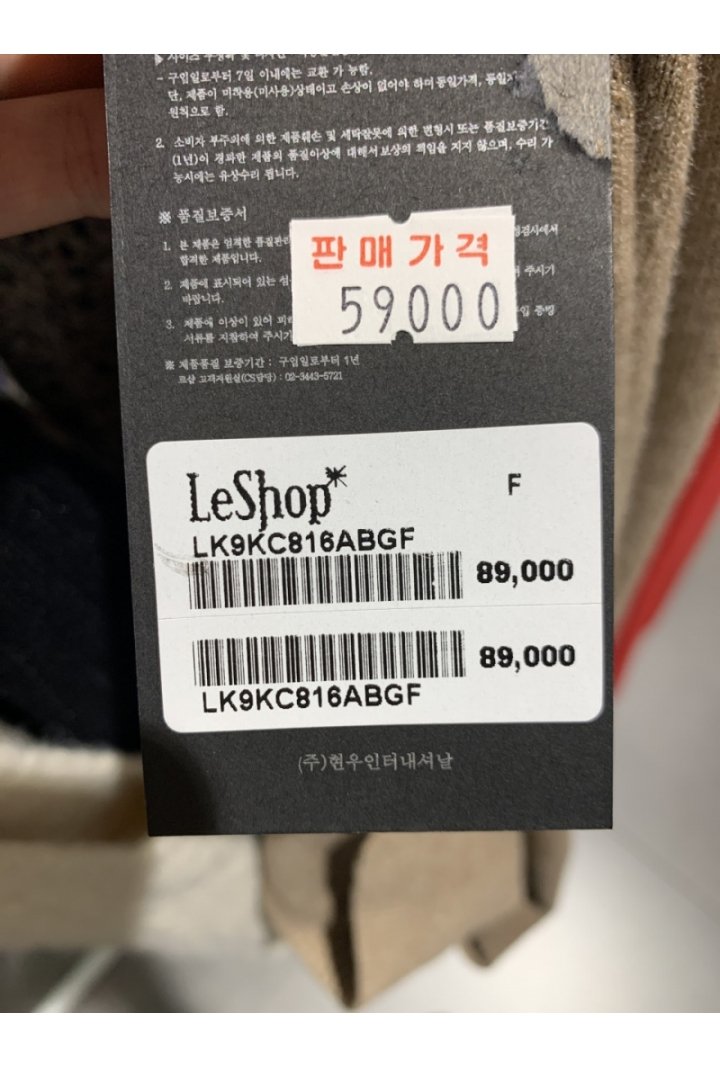 - 구입일로부터 7일 이내에는 교환 가 능함.
단, 제품이 미착용(미사용)상태이고 손상이 없어야 하며 동일가격,
원칙으로 함.
2. 소비자 부주의에 의한 제품훼손 및 세탁잘못에 의한 변형시 또는 품질보증기간
(1년)이 경과한 제품의 품질이상에 대해서 보상의 책임을 지지 않으며, 수리 가
능시에는 유상수리 됩니다.
※ 품질보증서
1. 본 제품은 엄격한 품질관리
합격한 제품입니다.
2. 제품에 표시되어 있는
바랍니다.
3. 제품에 이상이 있어
서류를 지참하여 주시기
판매가격
59000
※ 제품품질 보증기간 : 구입일로부터 1년
르샵 고객지원실(CS담당) : 02-3443-5721
LeShop*
F
LK9KC816ABGF
89,000
89,000
LK9KC816ABGF
(주)현우인터내셔날